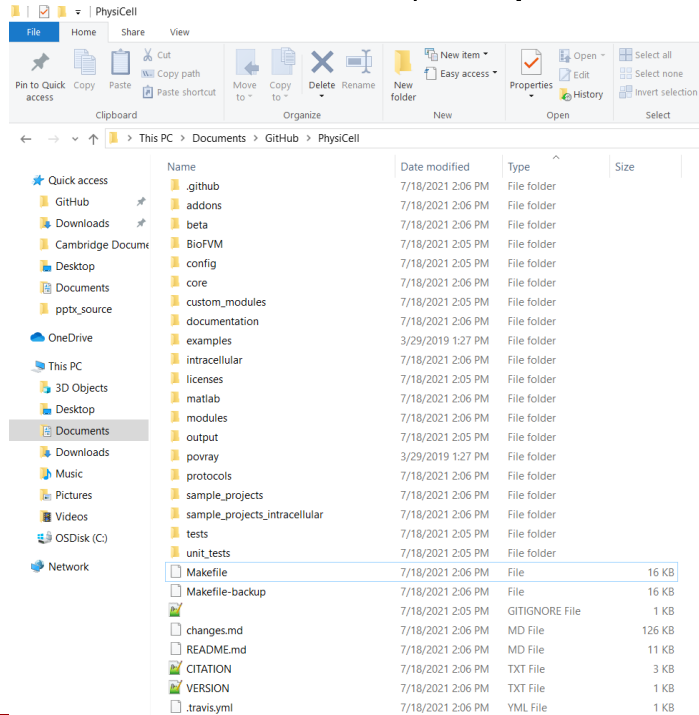 PhysiCell
File Home Share View
Pin to Quick access
Copy
Paste
Cut
Copy path
Paste shortcut
Clipboard
Move to
Copy to
Delete
Rename
Organize
New folder
New item
Easy access
New
Properties
Open
Edit
History
Open
Select all
Select none
Invert selection
Select
This PC > Documents > GitHub > PhysiCell
Quick access
GitHub
Downloads
Cambridge Docume
Desktop
Documents
pptx_source
OneDrive
This PC
3D Objects
Desktop
Documents
Downloads
Music
Pictures
Videos
OSDisk (C:)
Network
Name Date modified Type Size
.github 7/18/2021 2:06 PM File folder
addons 7/18/2021 2:06 PM File folder
beta 7/18/2021 2:06 PM File folder
BioFVM 7/18/2021 2:05 PM File folder
config 7/18/2021 2:06 PM File folder
core 7/18/2021 2:06 PM File folder
custom_modules 7/18/2021 2:05 PM File folder
documentation 7/18/2021 2:06 PM File folder
examples 3/29/2019 1:27 PM File folder
intracellular 7/18/2021 2:06 PM File folder
licenses 7/18/2021 2:05 PM File folder
matlab 7/18/2021 2:06 PM File folder
modules 7/18/2021 2:06 PM File folder
output 7/18/2021 2:05 PM File folder
povray 3/29/2019 1:27 PM File folder
protocols 7/18/2021 2:06 PM File folder
sample_projects 7/18/2021 2:06 PM File folder
sample_projects_intracellular 7/18/2021 2:06 PM File folder
tests 7/18/2021 2:05 PM File folder
unit_tests 7/18/2021 2:05 PM File folder
Makefile 7/18/2021 2:06 PM File 16 KB
Makefile-backup 7/18/2021 2:06 PM File 16 KB
7/18/2021 2:05 PM GITIGNORE File 1 KB
changes.md 7/18/2021 2:06 PM MD File 126 KB
README.md 7/18/2021 2:06 PM MD File 11 KB
CITATION 7/18/2021 2:06 PM TXT File 3 KB
VERSION 7/18/2021 2:06 PM TXT File 1 KB
.travis.yml 7/18/2021 2:06 PM YML File 1 KB